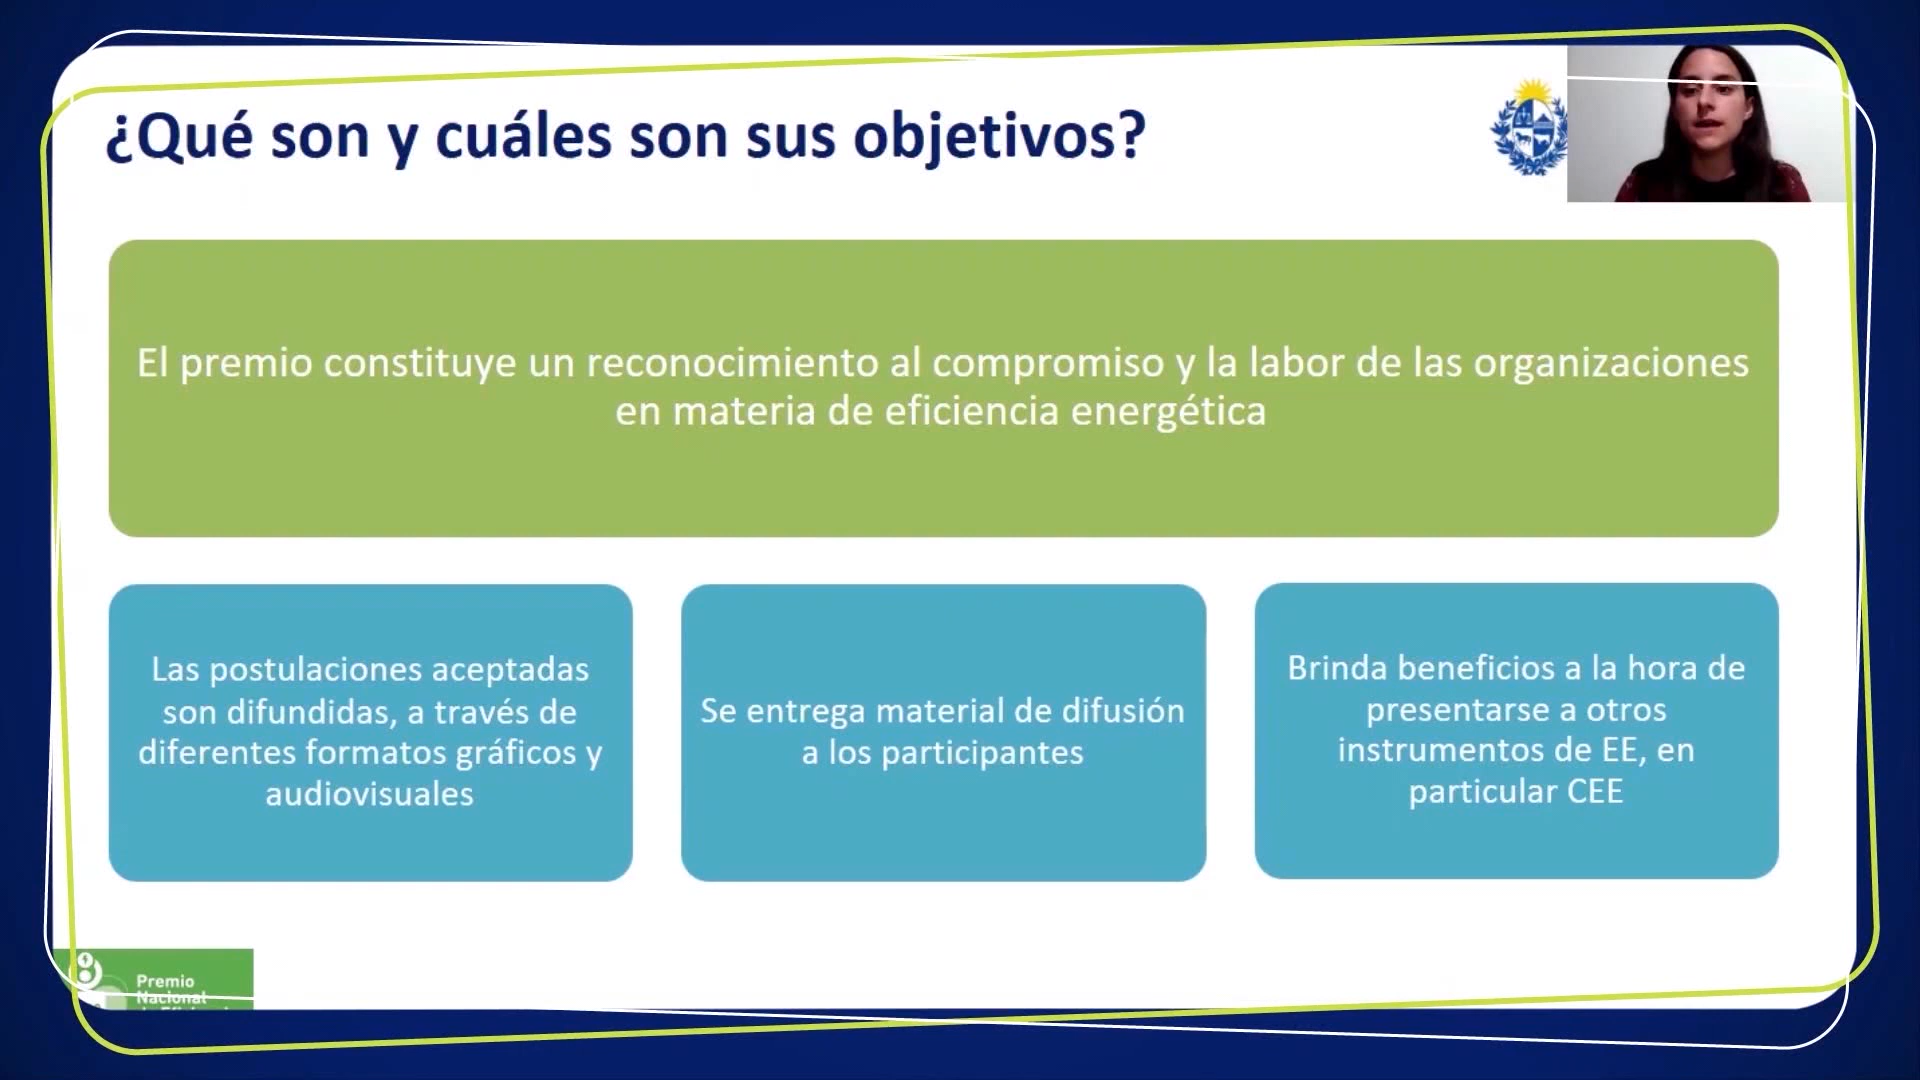 ¿Qué son y cuáles son sus objetivos?
El premio constituye un reconocimiento al compromiso y la labor de las organizaciones
en materia de eficiencia energética
Las postulaciones aceptadas
son difundidas, a través de
diferentes formatos gráficos y
audiovisuales
Se entrega material de difusión
a los participantes
Brinda beneficios a la hora de
presentarse a otros
instrumentos de EE, en
particular CEE
Premio
Nacional